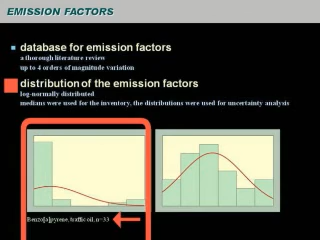 EMISSION FACTORS
database for emission factors
a thorough literature review
up to 4 orders of magnitude variation
distribution of the emission factors
log-normally distributed
medians were used for the inventory, the distributions were used for uncertainty analysis
Benzo[a]pyrene, traffic oil, n=33